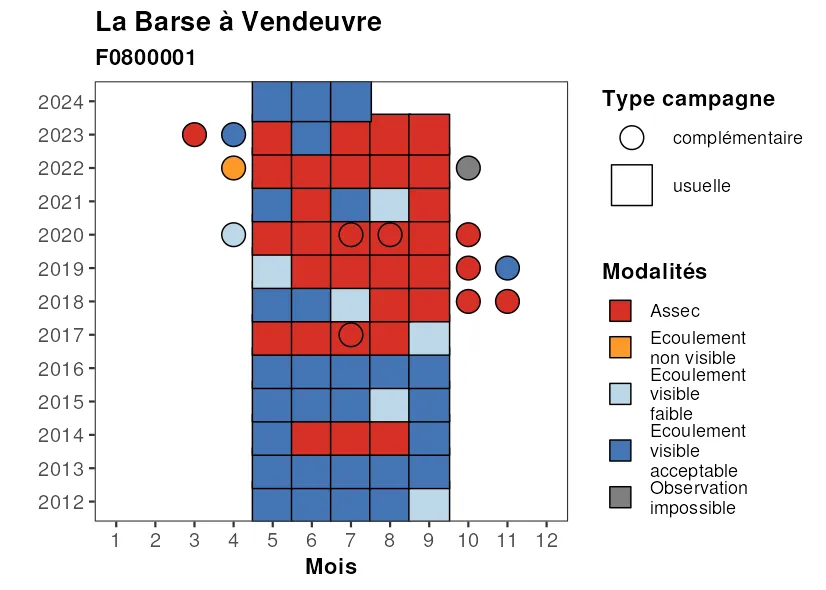 La Barse à Vendeuvre
F0800001
2024
2023
2022
2021
2020
2019
2018
2017
2016
2015
2014
2013
2012
1 2 3 4 5 6 7 8 9 10 11 12
Mois
Type campagne
complémentaire
usuelle
Modalités
Assec
Ecoulement
non visible
Ecoulement
visible
faible
Ecoulement
visible
acceptable
Observation
impossible